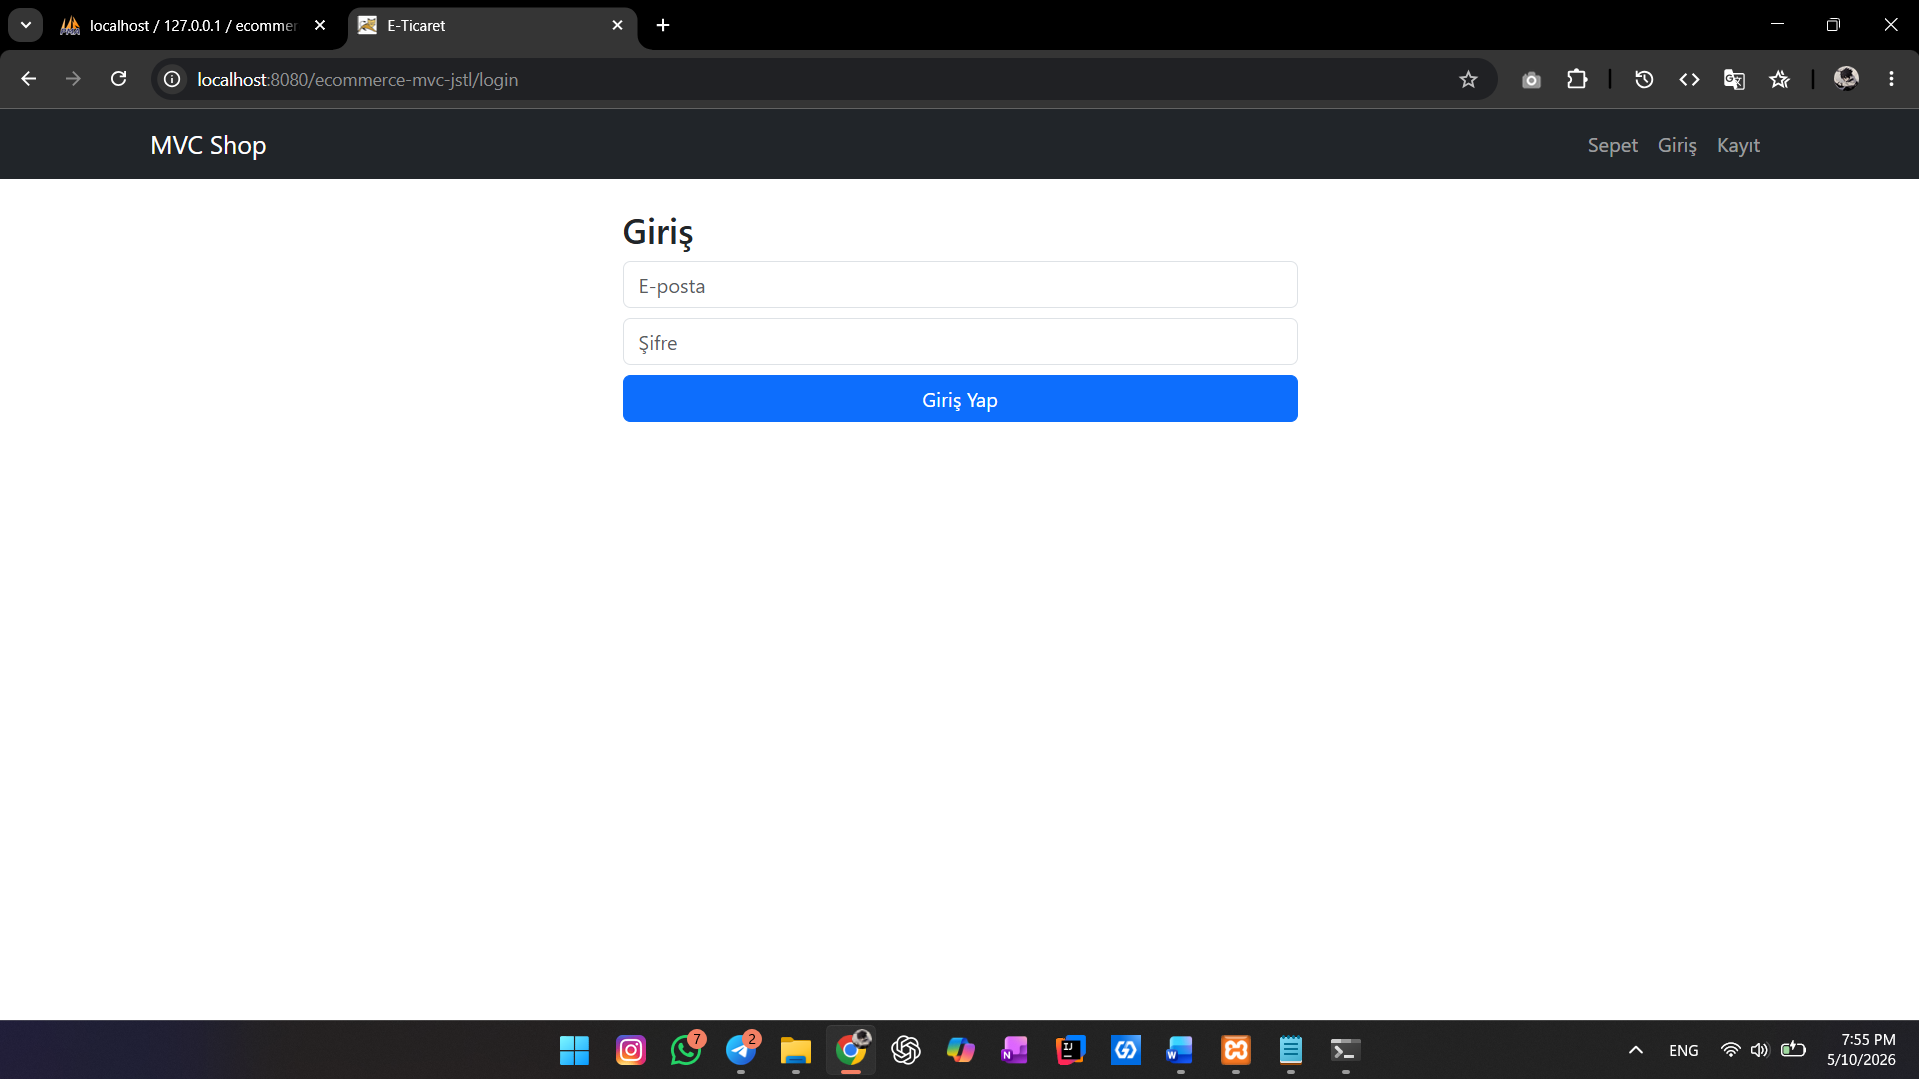 localhost / 127.0.0.1 / ecommer
E-Ticaret
localhost:8080/ecommerce-mvc-jstl/login
MVC Shop
Sepet
Giriş
Kayıt
Giriş
E-posta
Şifre
Giriş Yap
7
2
ENG
7:55 PM
5/10/2026